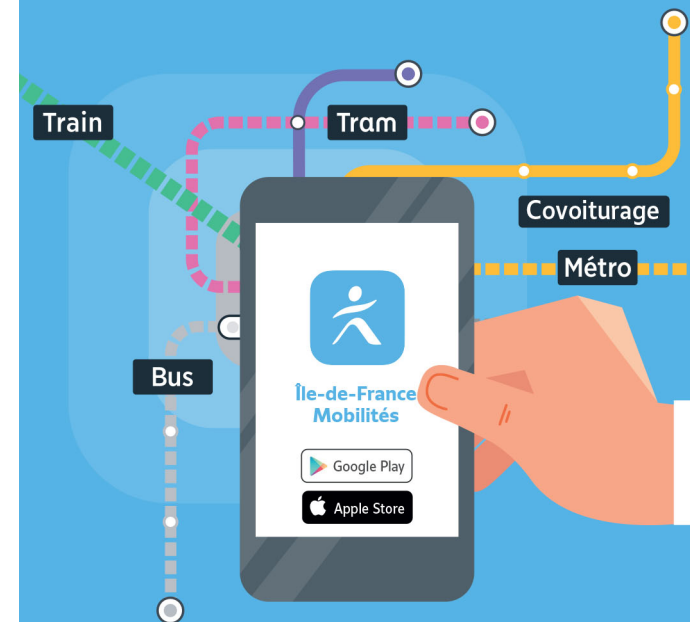 Train
Tram
Covoiturage
Métro
Bus
Île-de-France
Mobilités
Google Play
Apple Store